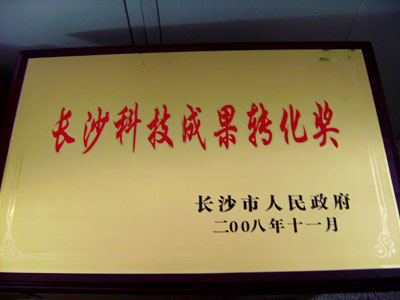 长沙科技成果转化奖
长沙市人民政府
二00八年十一月